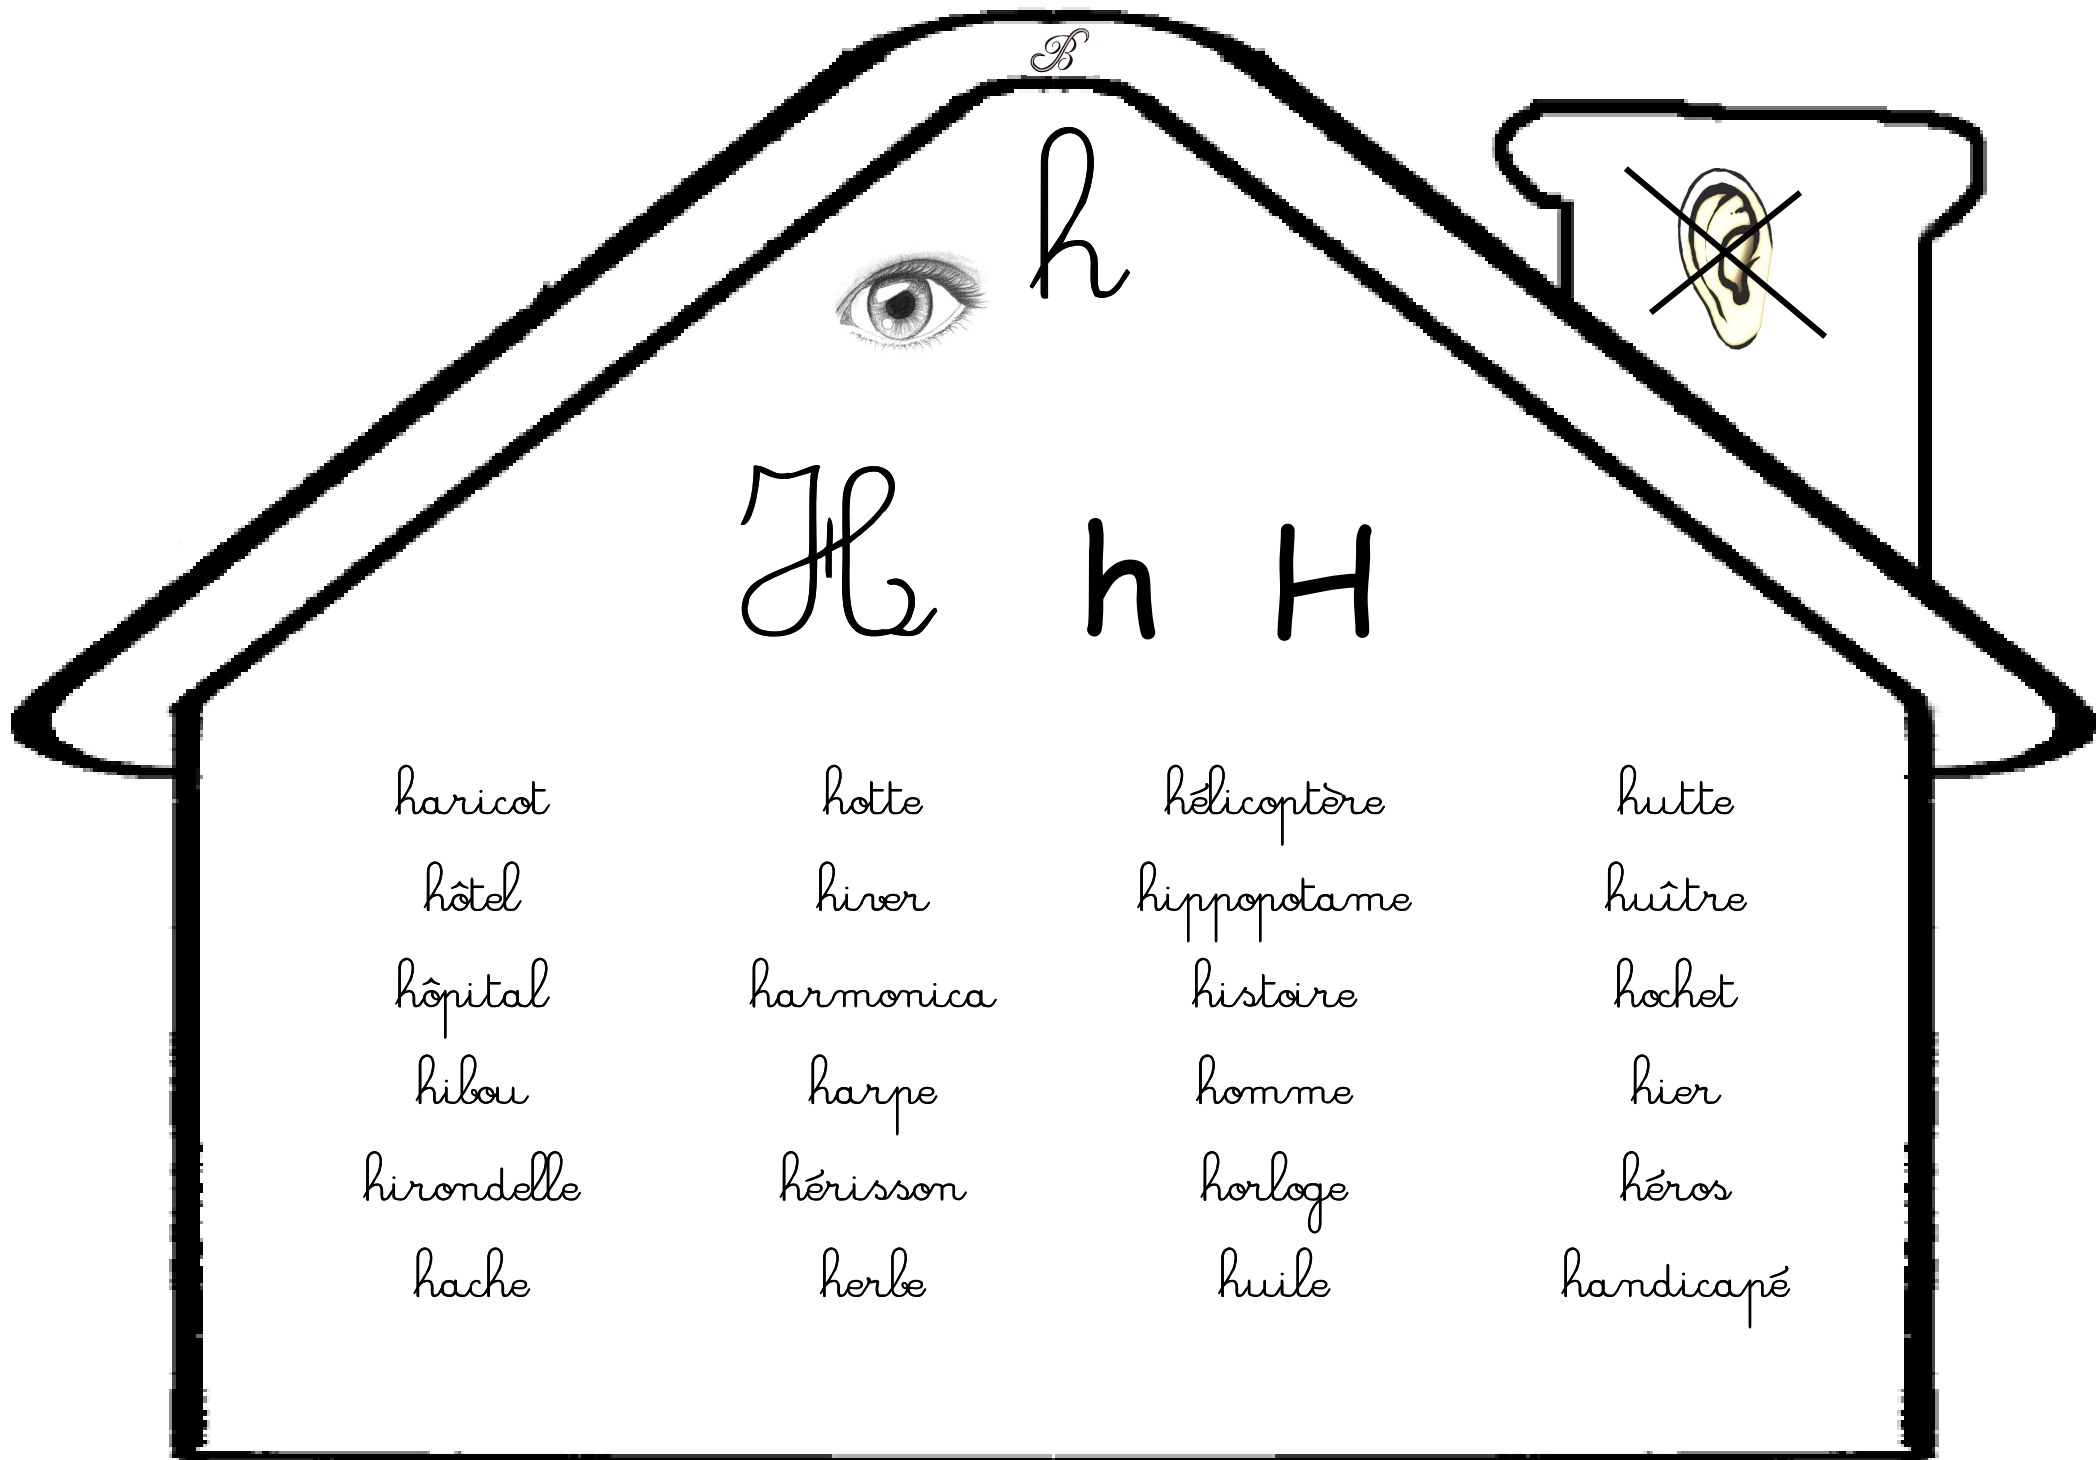 B
h
H h H
haricot hotte hélicoptère hutte
hôtel hiver hippopotame huître
hôpital harmonica histoire hochet
hibou harpe homme hier
hirondelle hérisson horloge héros
hache herbe huile handicapé